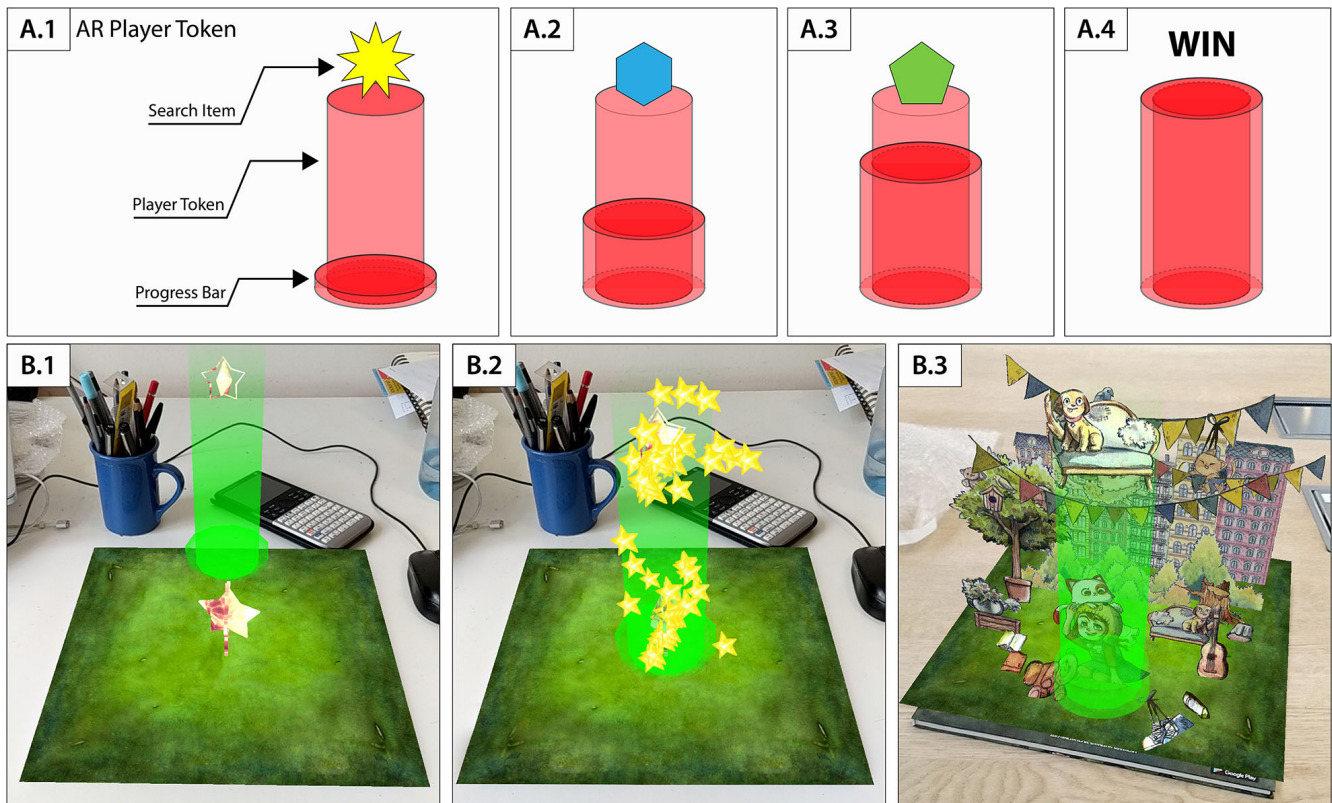 A.1 AR Player Token
Search Item
Player Token
Progress Bar
A.2
A.3
A.4
WIN
B.1
B.2
B.3
Google Play